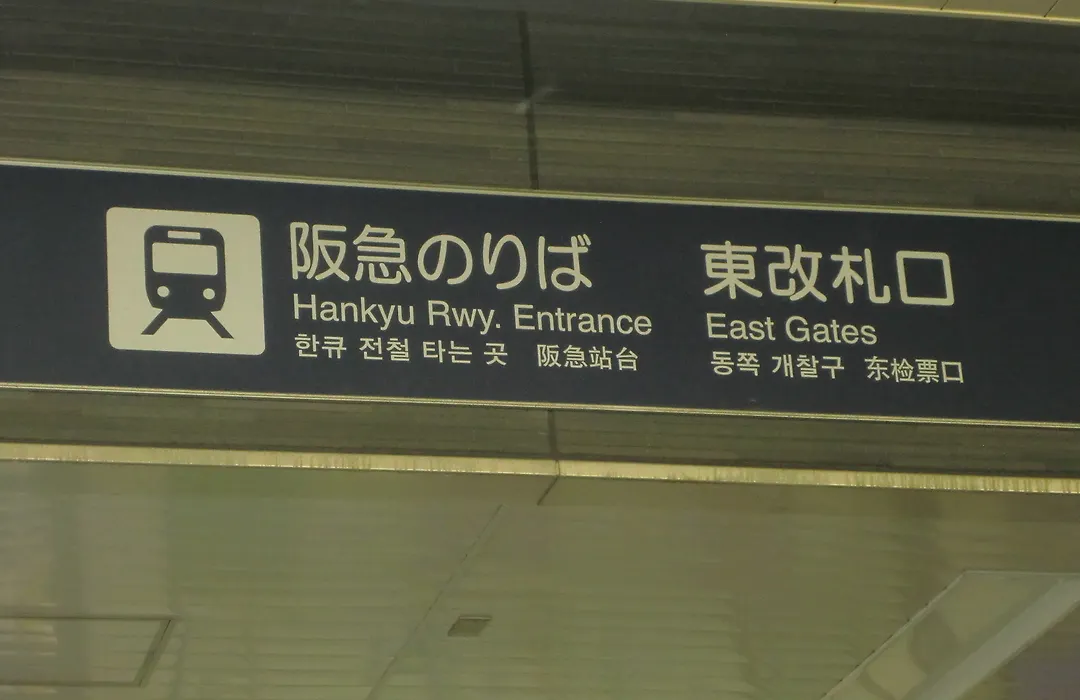 阪急のりば
Hankyu Rwy. Entrance
한큐 전철 타는 곳 阪急站台
東改札口
East Gates
동쪽 개찰구 东检票口